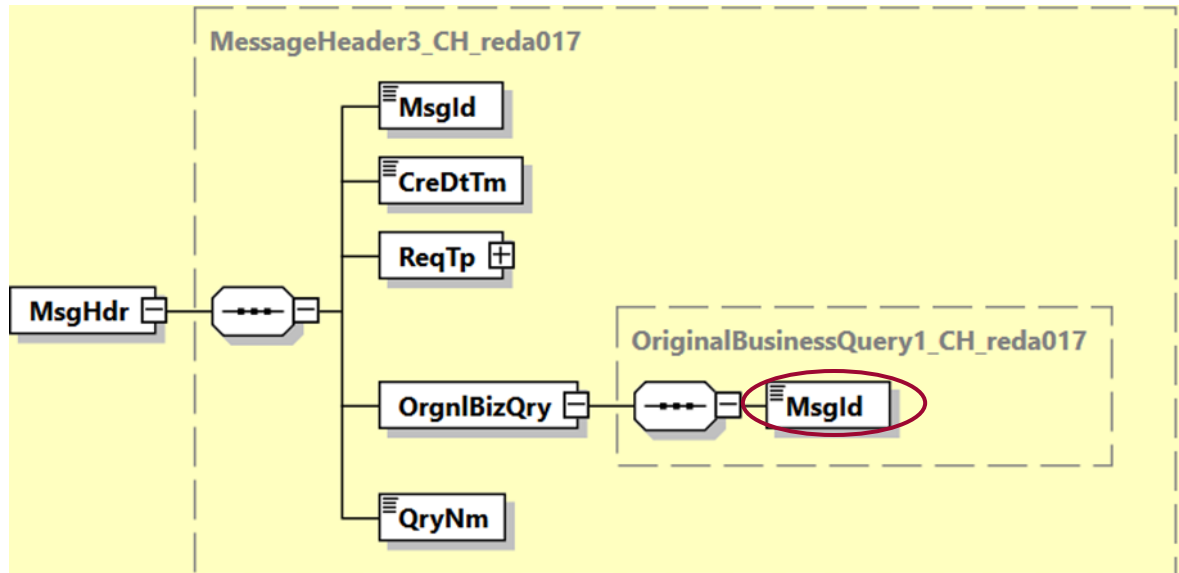 MessageHeader3_CH_reda017
MsgId
CreDtTm
ReqTp
MsgHdr
OriginalBusinessQuery1_CH_reda017
OrgnlBizQry
MsgId
QryNm